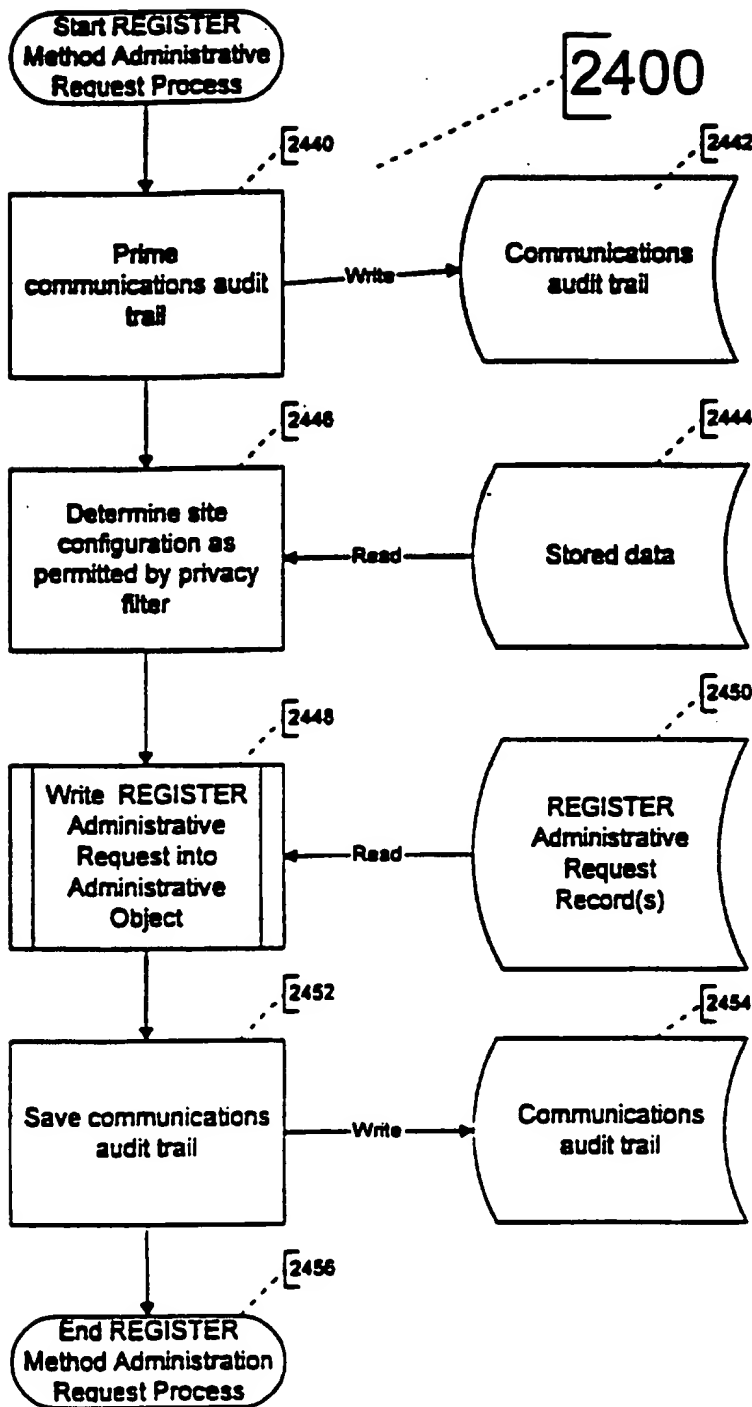 Start REGISTER
Method Administrative
Request Process
2400
2440
2442
Prime
communications audit
trail
Write
Communications
audit trail
2446
2444
Determine site
configuration as
permitted by privacy
filter
Read
Stored data
2448
2450
Write REGISTER
Administrative
Request into
Administrative
Object
Read
REGISTER
Administrative
Request
Record(s)
2452
2454
Save communications
audit trail
Write
Communications
audit trail
2456
End REGISTER
Method Administration
Request Process